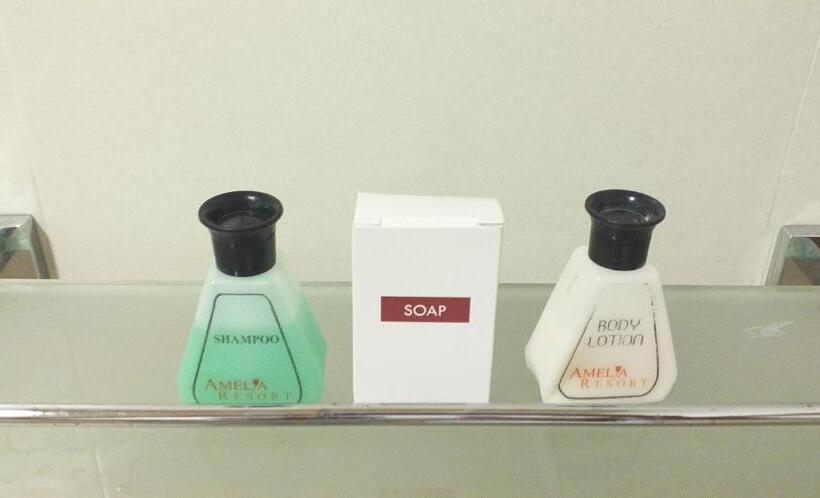 SHAMPOO
AMELIA
RESORT
SOAP
BODY
LOTION
AMELIA
RESORT